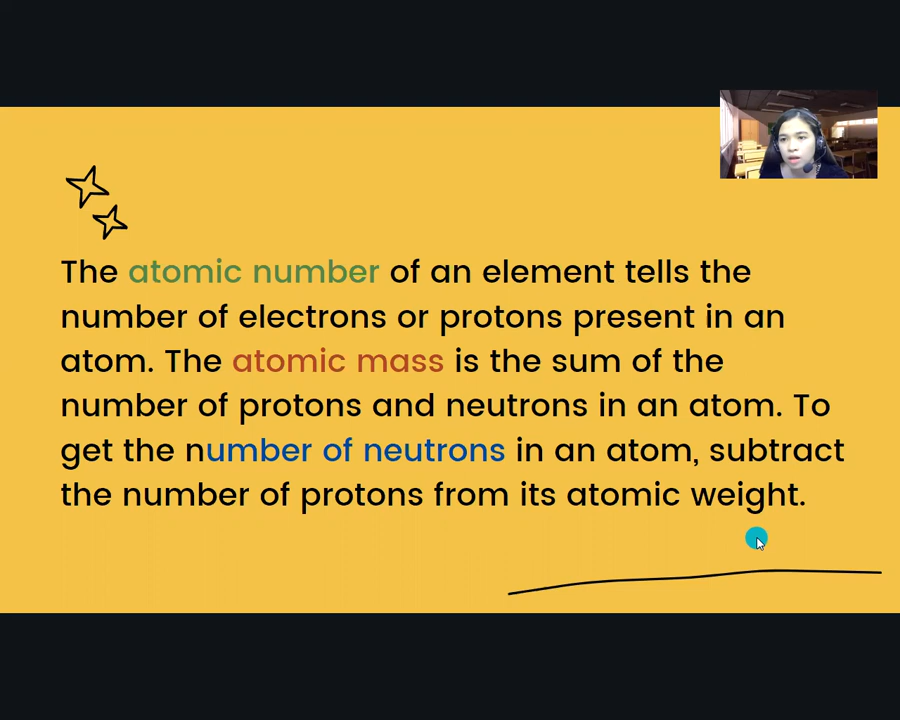 The atomic number of an element tells the
number of electrons or protons present in an
atom. The atomic mass is the sum of the
number of protons and neutrons in an atom. To
get the number of neutrons in an atom, subtract
the number of protons from its atomic weight.